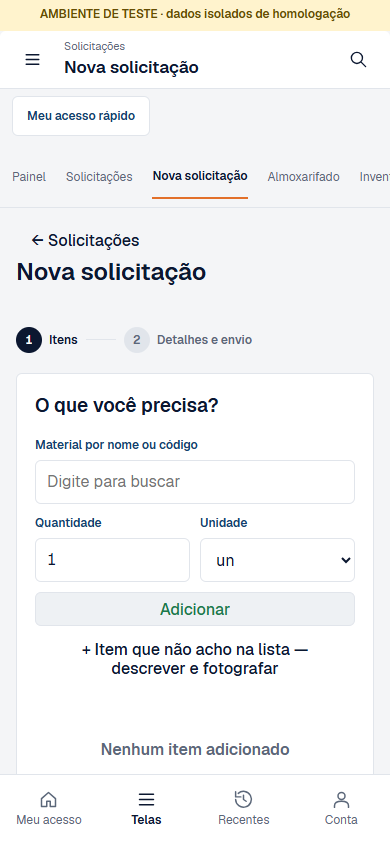 AMBIENTE DE TESTE · dados isolados de homologação
Solicitações
Nova solicitação
Meu acesso rápido
Painel Solicitações Nova solicitação Almoxarifado Inven
← Solicitações
Nova solicitação
1 Itens 2 Detalhes e envio
O que você precisa?
Material por nome ou código
Digite para buscar
Quantidade Unidade
1 un
Adicionar
+ Item que não acho na lista —
descrever e fotografar
Nenhum item adicionado
Meu acesso Telas Recentes Conta